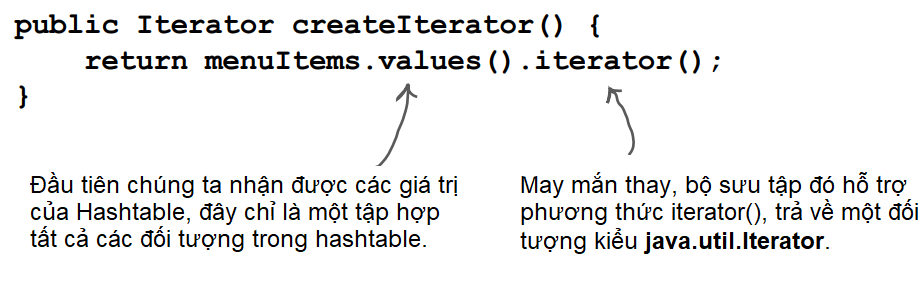 public Iterator createIterator() {
    return menuItems.values().iterator();
}
Đầu tiên chúng ta nhận được các giá trị
của Hashtable, đây chỉ là một tập hợp
tất cả các đối tượng trong hashtable.
May mắn thay, bộ sưu tập đó hỗ trợ
phương thức iterator(), trả về một đối
tượng kiểu java.util.Iterator.